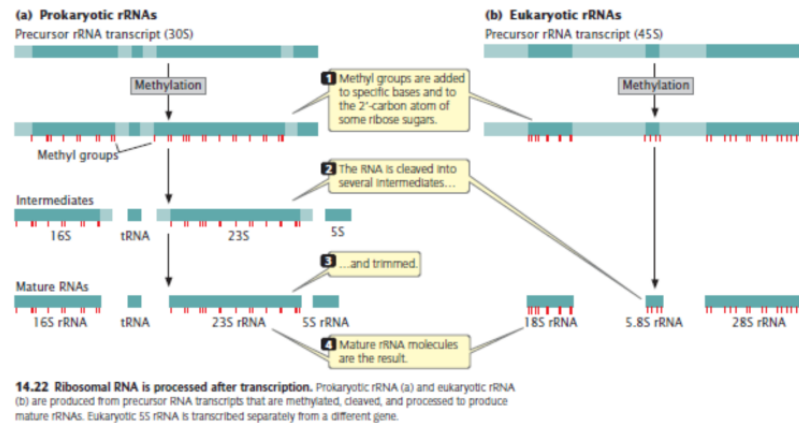 (a) Prokaryotic rRNAs
Precursor rRNA transcript (30S)
Methylation
Methyl groups
1 Methyl groups are added
to specific bases and to
the 2'-carbon atom of
some ribose sugars.
2 The RNA is cleaved into
several intermediates...
Intermediates
16S
tRNA
23S
5S
3 ...and trimmed.
Mature RNAs
16S rRNA
tRNA
23S rRNA
5S rRNA
4 Mature rRNA molecules
are the result.
(b) Eukaryotic rRNAs
Precursor rRNA transcript (45S)
Methylation
18S rRNA
5.8S rRNA
28S rRNA
14.22 Ribosomal RNA is processed after transcription. Prokaryotic rRNA (a) and eukaryotic rRNA
(b) are produced from precursor RNA transcripts that are methylated, cleaved, and processed to produce
mature rRNAs. Eukaryotic 5S rRNA is transcribed separately from a different gene.